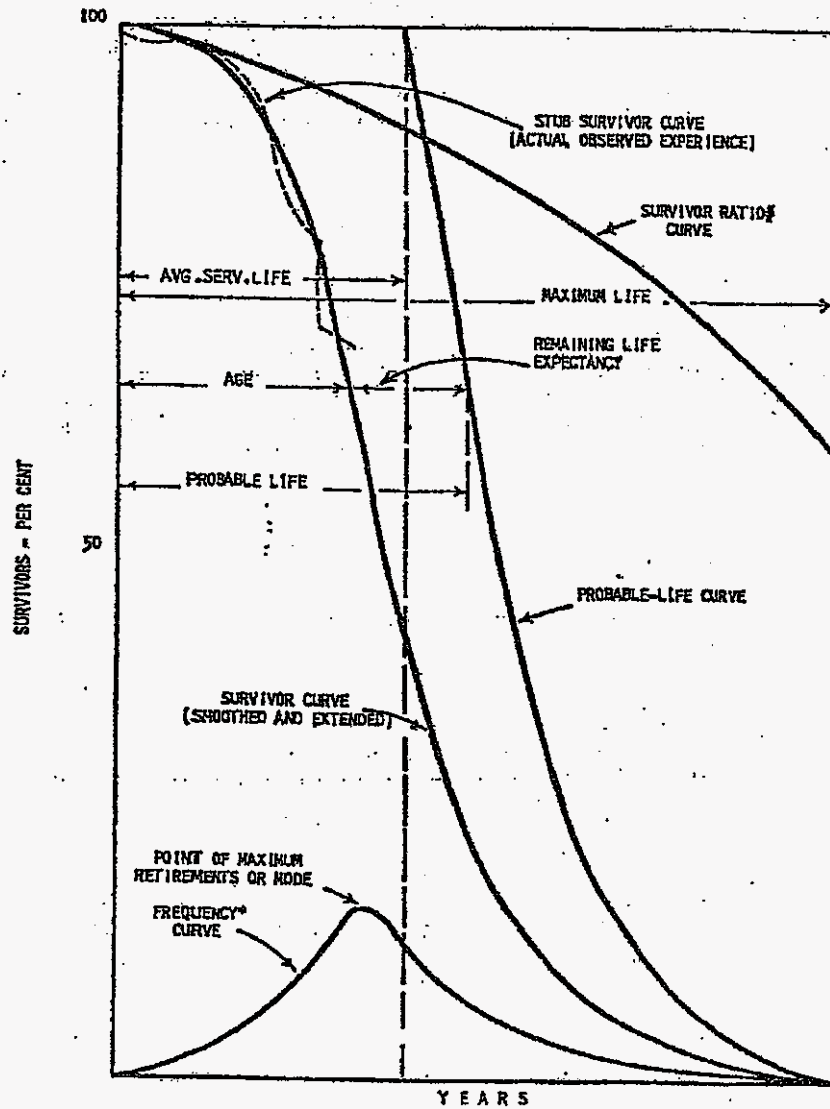 100
STUB SURVIVOR CURVE
[ACTUAL OBSERVED EXPERIENCE]
SURVIVOR RATIO*
CURVE
AVG.SERV.LIFE
MAXIMUM LIFE
REMAINING LIFE
EXPECTANCY
AGE
PROBABLE LIFE
SURVIVORS - PER CENT
50
PROBABLE-LIFE CURVE
SURVIVOR CURVE
[SMOOTHED AND EXTENDED]
POINT OF MAXIMUM
RETIREMENTS OR MODE
FREQUENCY*
CURVE
YEARS